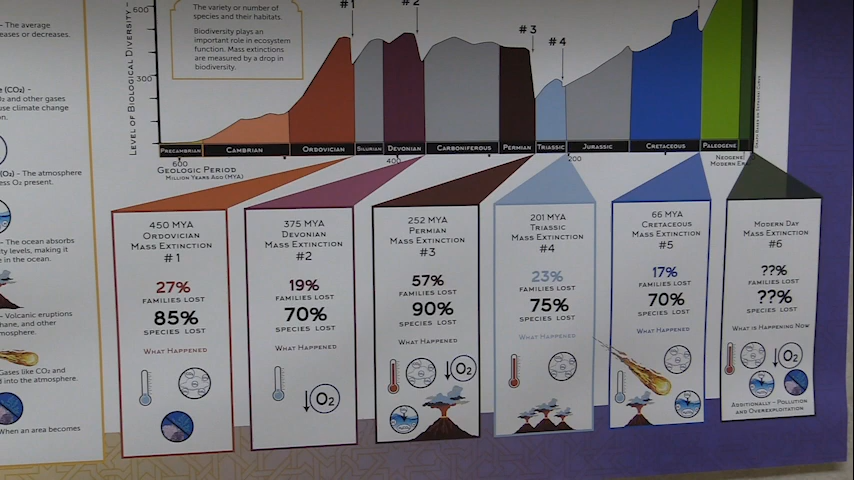 – The average
eases or decreases.
(CO₂) –
and other gases
use climate change
on.
(O₂) – The atmosphere
ess O₂ present.
– The ocean absorbs
ity levels, making it
e in the ocean.
– Volcanic eruptions
hane, and other
mosphere.
Gases like CO₂ and
d into the atmosphere.
When an area becomes
The variety or number of
species and their habitats.
Biodiversity plays an
important role in ecosystem
function. Mass extinctions
are measured by a drop in
biodiversity.
Level of Biological Diversity –
600
300
#1
#2
#3
#4
Precambrian
Cambrian
Ordovician
Silurian
Devonian
Carboniferous
Permian
Triassic
Jurassic
Cretaceous
Paleogene
Neogene
Modern Era
600
400
200
Geologic Period
Million Years Ago (MYA)
450 MYA
Ordovician
Mass Extinction
#1
27%
Families Lost
85%
Species Lost
What Happened
375 MYA
Devonian
Mass Extinction
#2
19%
Families Lost
70%
Species Lost
What Happened
↓O₂
252 MYA
Permian
Mass Extinction
#3
57%
Families Lost
90%
Species Lost
What Happened
↓O₂
201 MYA
Triassic
Mass Extinction
#4
23%
Families Lost
75%
Species Lost
What Happened
66 MYA
Cretaceous
Mass Extinction
#5
17%
Families Lost
70%
Species Lost
What Happened
Modern Day
Mass Extinction
#6
??%
Families Lost
??%
Species Lost
What is Happening Now
↓O₂
Additionally – Pollution
and Overexploitation